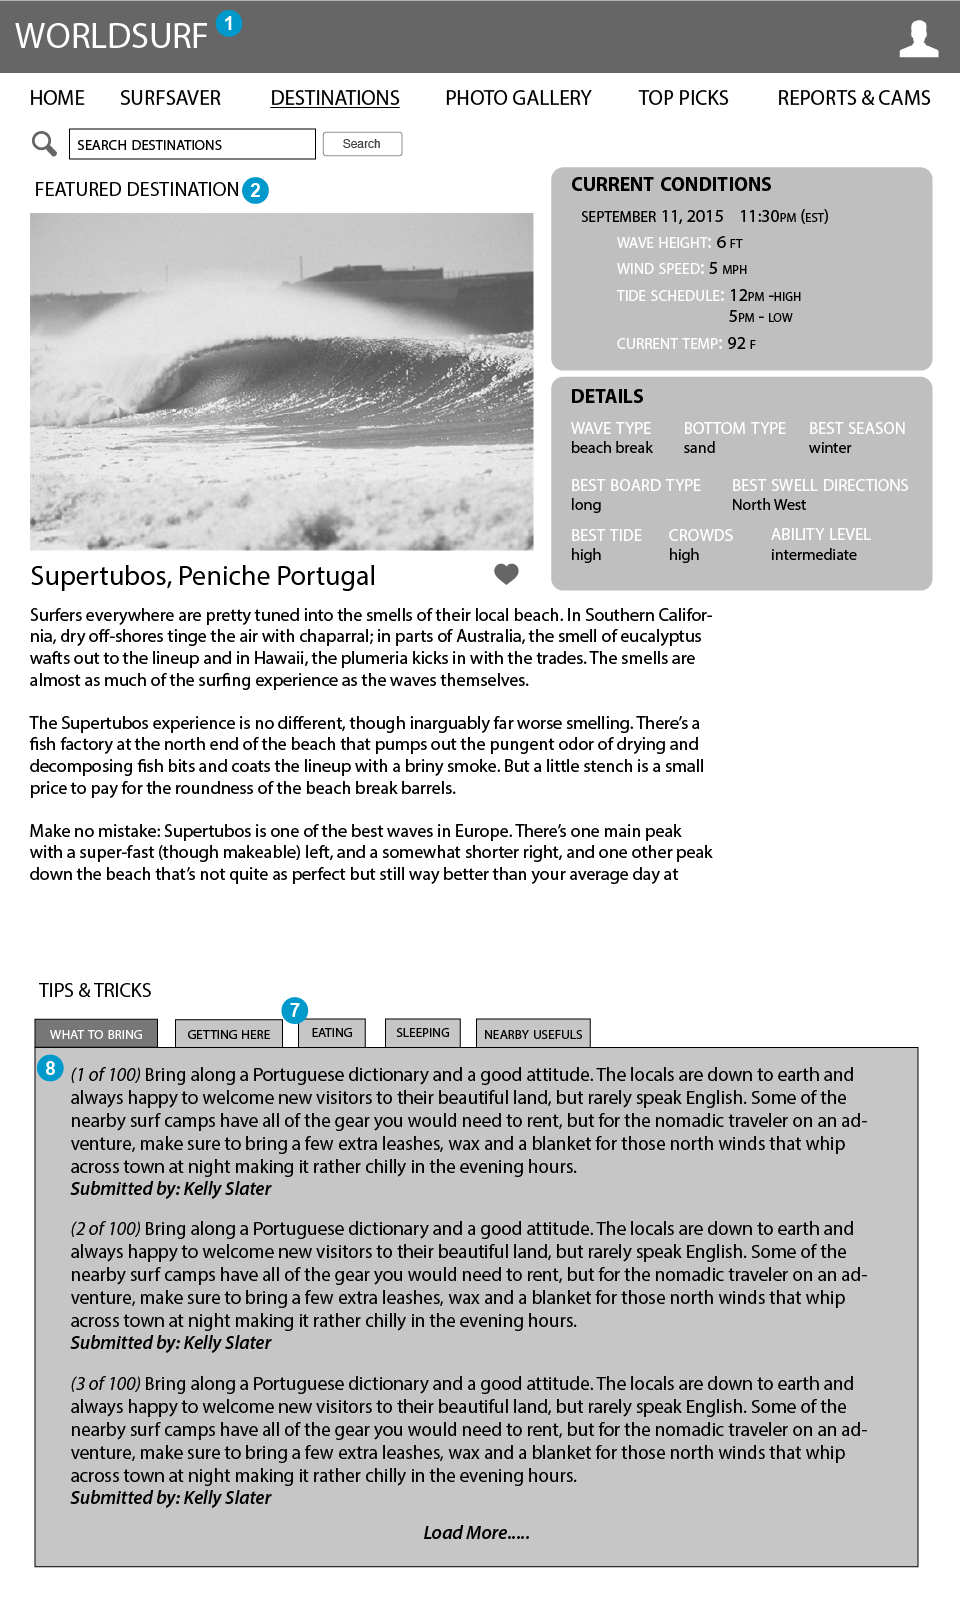 WORLDSURF 1
HOME SURFSAVER DESTINATIONS PHOTO GALLERY TOP PICKS REPORTS & CAMS
SEARCH DESTINATIONS Search
FEATURED DESTINATION 2
CURRENT CONDITIONS
SEPTEMBER 11, 2015 11:30PM (EST)
WAVE HEIGHT: 6 FT
WIND SPEED: 5 MPH
TIDE SCHEDULE: 12PM -HIGH
5PM - LOW
CURRENT TEMP: 92 F
DETAILS
WAVE TYPE BOTTOM TYPE BEST SEASON
beach break sand winter
BEST BOARD TYPE BEST SWELL DIRECTIONS
long North West
BEST TIDE CROWDS ABILITY LEVEL
high high intermediate
Supertubos, Peniche Portugal
Surfers everywhere are pretty tuned into the smells of their local beach. In Southern Califor-
nia, dry off-shores tinge the air with chaparral; in parts of Australia, the smell of eucalyptus
wafts out to the lineup and in Hawaii, the plumeria kicks in with the trades. The smells are
almost as much of the surfing experience as the waves themselves.
The Supertubos experience is no different, though inarguably far worse smelling. There's a
fish factory at the north end of the beach that pumps out the pungent odor of drying and
decomposing fish bits and coats the lineup with a briny smoke. But a little stench is a small
price to pay for the roundness of the beach break barrels.
Make no mistake: Supertubos is one of the best waves in Europe. There's one main peak
with a super-fast (though makeable) left, and a somewhat shorter right, and one other peak
down the beach that's not quite as perfect but still way better than your average day at
TIPS & TRICKS
7
WHAT TO BRING GETTING HERE EATING SLEEPING NEARBY USEFULS
8
(1 of 100) Bring along a Portuguese dictionary and a good attitude. The locals are down to earth and
always happy to welcome new visitors to their beautiful land, but rarely speak English. Some of the
nearby surf camps have all of the gear you would need to rent, but for the nomadic traveler on an ad-
venture, make sure to bring a few extra leashes, wax and a blanket for those north winds that whip
across town at night making it rather chilly in the evening hours.
Submitted by: Kelly Slater
(2 of 100) Bring along a Portuguese dictionary and a good attitude. The locals are down to earth and
always happy to welcome new visitors to their beautiful land, but rarely speak English. Some of the
nearby surf camps have all of the gear you would need to rent, but for the nomadic traveler on an ad-
venture, make sure to bring a few extra leashes, wax and a blanket for those north winds that whip
across town at night making it rather chilly in the evening hours.
Submitted by: Kelly Slater
(3 of 100) Bring along a Portuguese dictionary and a good attitude. The locals are down to earth and
always happy to welcome new visitors to their beautiful land, but rarely speak English. Some of the
nearby surf camps have all of the gear you would need to rent, but for the nomadic traveler on an ad-
venture, make sure to bring a few extra leashes, wax and a blanket for those north winds that whip
across town at night making it rather chilly in the evening hours.
Submitted by: Kelly Slater
Load More.....